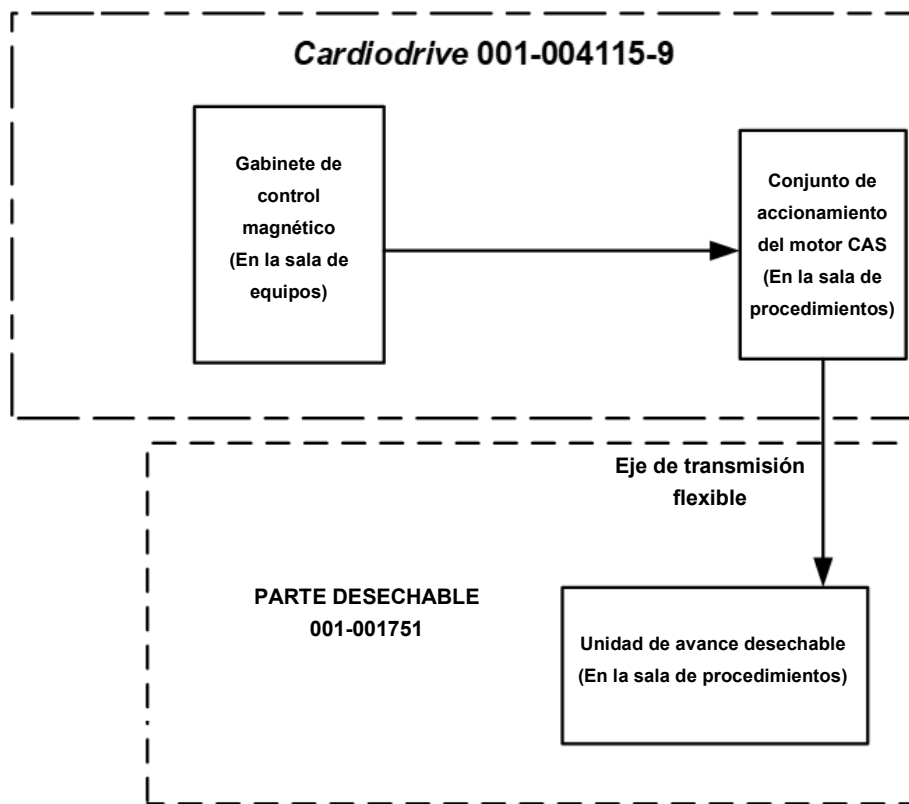 Cardiodrive 001-004115-9
Gabinete de
control
magnético
(En la sala de
equipos)
Conjunto de
accionamiento
del motor CAS
(En la sala de
procedimientos)
Eje de transmisión
flexible
PARTE DESECHABLE
001-001751
Unidad de avance desechable
(En la sala de procedimientos)